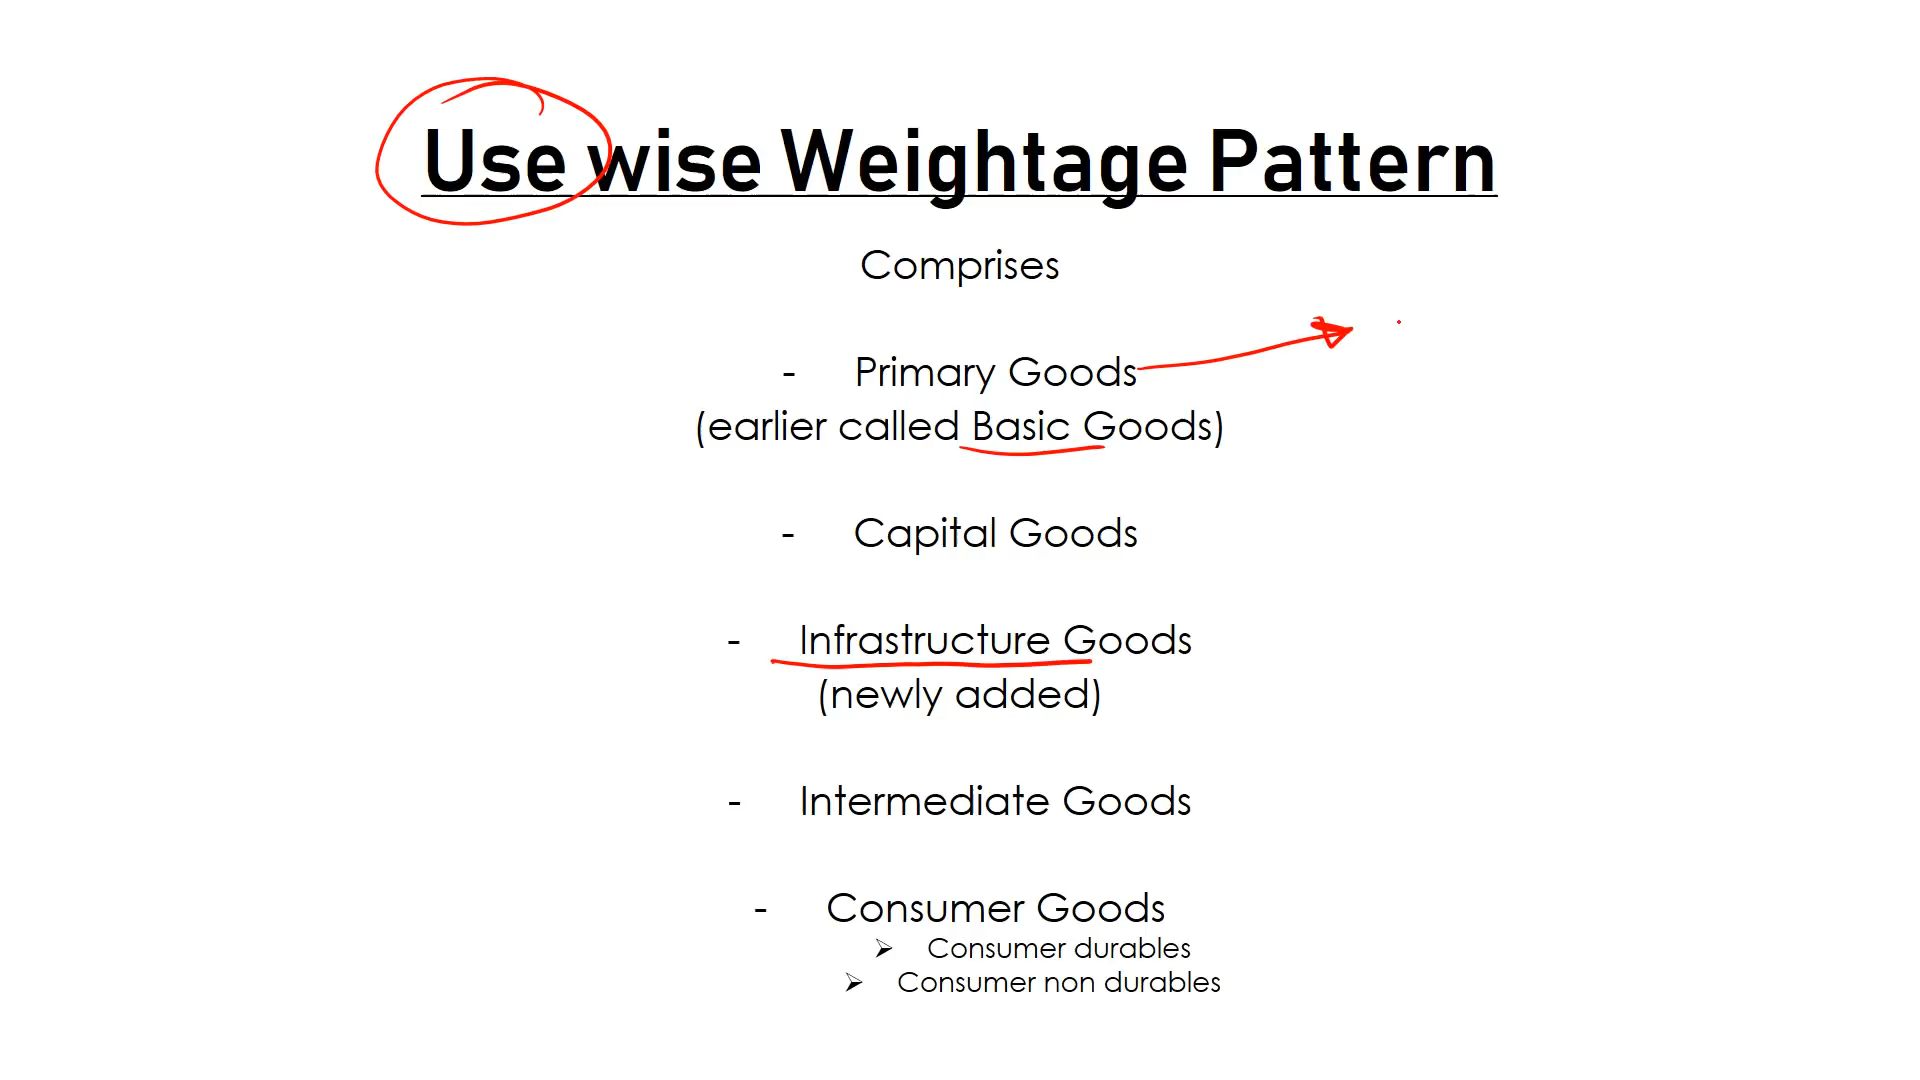 Use wise Weightage Pattern
Comprises
- Primary Goods
(earlier called Basic Goods)
- Capital Goods
- Infrastructure Goods
(newly added)
- Intermediate Goods
- Consumer Goods
➢ Consumer durables
➢ Consumer non durables